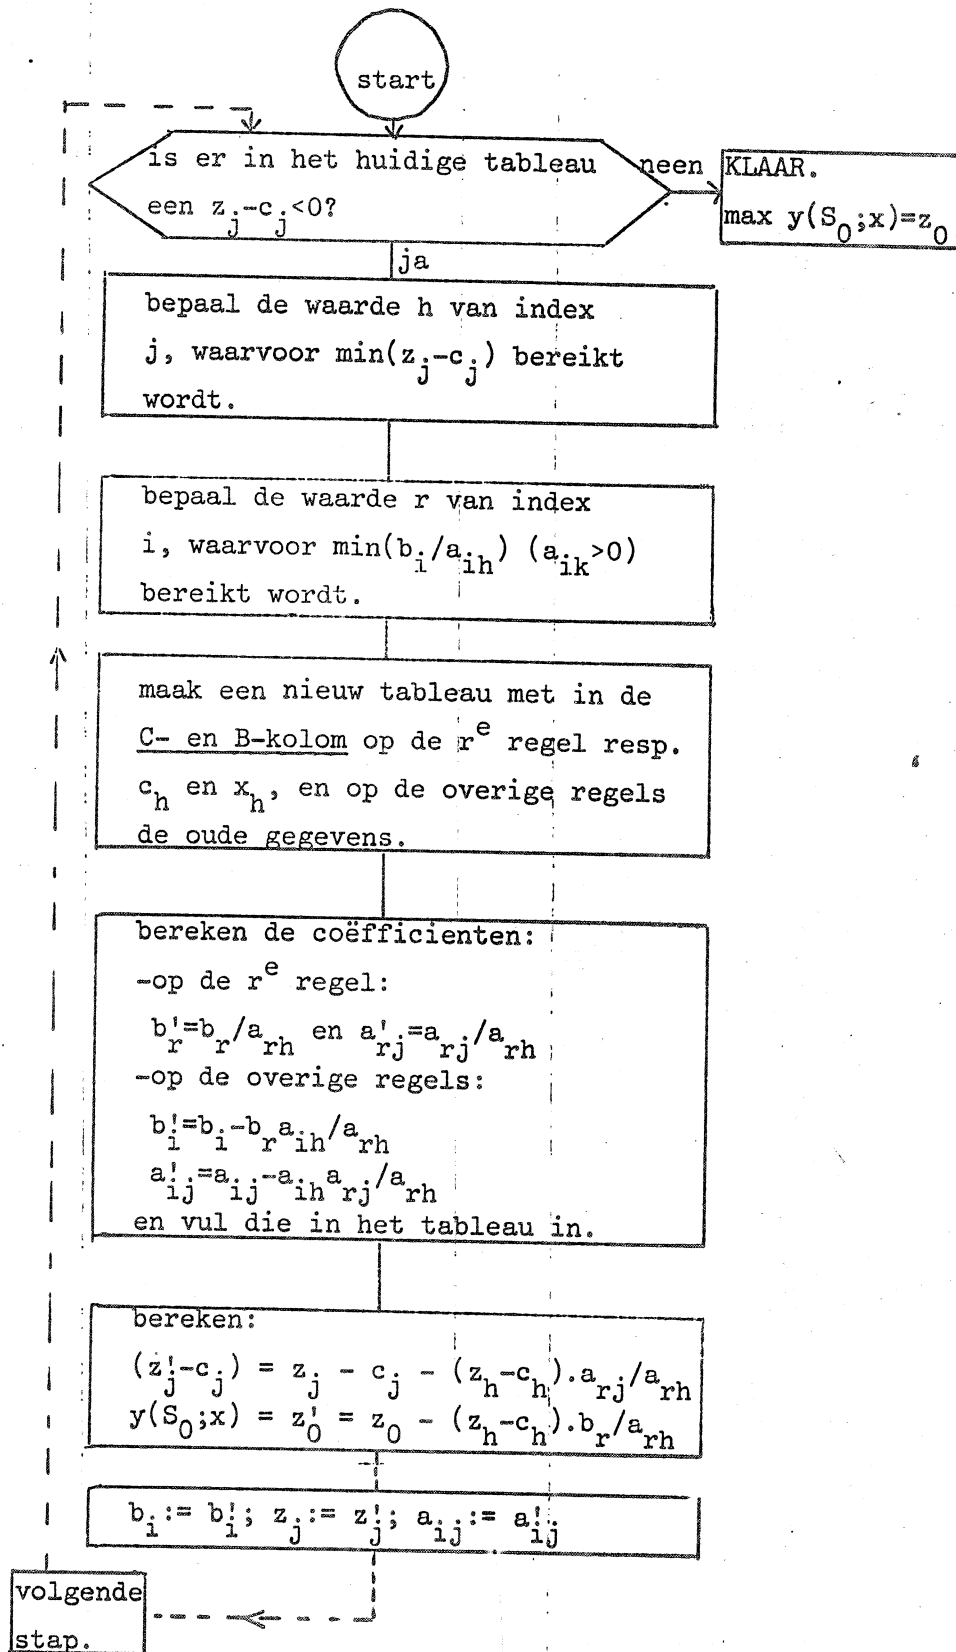 start
is er in het huidige tableau
een z_j-c_j<0?
neen
KLAAR.
max y(S_0;x)=z_0
ja
bepaal de waarde h van index
j, waarvoor min(z_j-c_j) bereikt
wordt.
bepaal de waarde r van index
i, waarvoor min(b_i/a_ih) (a_ik>0)
bereikt wordt.
maak een nieuw tableau met in de
C- en B-kolom op de r^e regel resp.
c_h en x_h, en op de overige regels
de oude gegevens.
bereken de coëfficienten:
-op de r^e regel:
b'_r=b_r/a_rh en a'_rj=a_rj/a_rh
-op de overige regels:
b'_i=b_i-b_r a_ih/a_rh
a'_ij=a_ij-a_ih a_rj/a_rh
en vul die in het tableau in.
bereken:
(z'_j-c_j) = z_j - c_j - (z_h-c_h).a_rj/a_rh
y(S_0;x) = z'_0 = z_0 - (z_h-c_h).b_r/a_rh
b_i:= b'_i; z_j:= z'_j; a_ij:= a'_ij
volgende
stap.